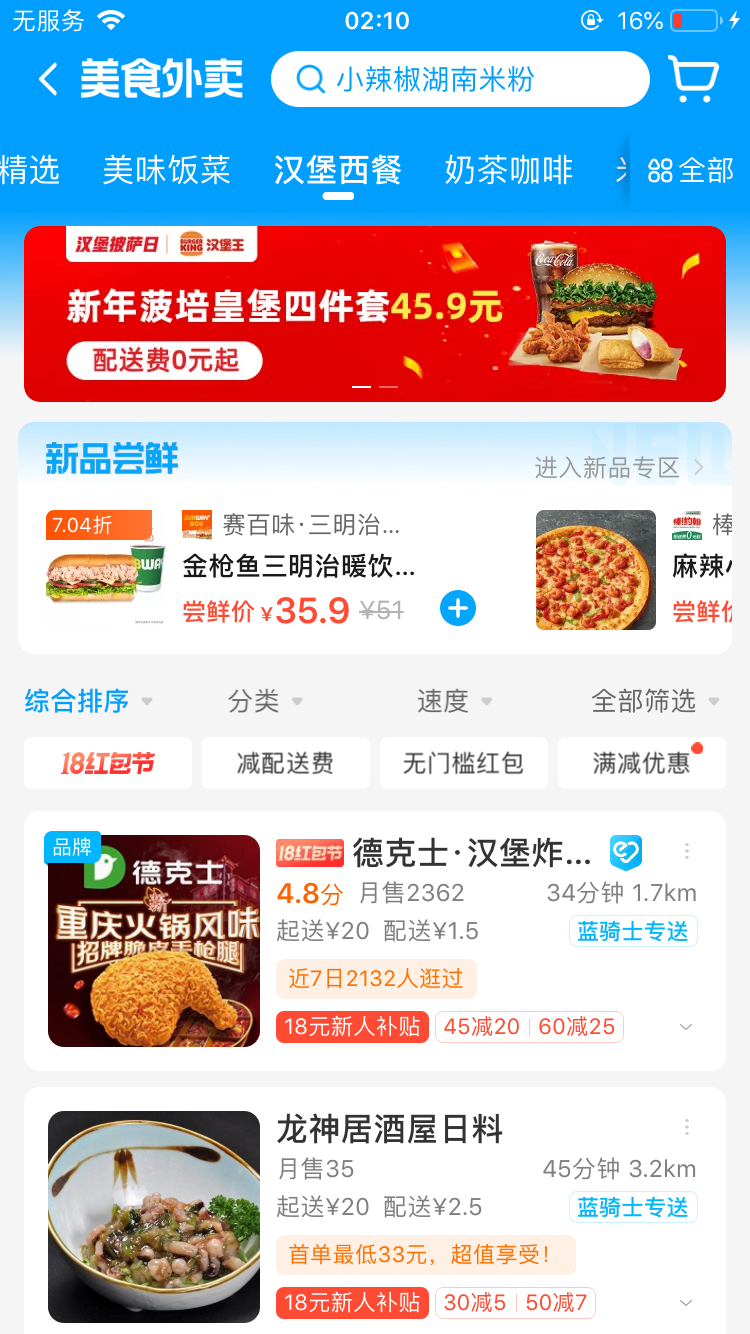 无服务
02:10
16%
美食外卖
小辣椒湖南米粉
精选 美味饭菜 汉堡西餐 奶茶咖啡
全部
汉堡披萨日
BURGER KING 汉堡王
新年菠培皇堡四件套45.9元
配送费0元起
Coca-Cola
新品尝鲜
进入新品专区
7.04折
SUBWAY
赛百味·三明治...
金枪鱼三明治暖饮...
尝鲜价 ¥35.9 ¥51
棒!约翰
棒
麻辣小
尝鲜价
综合排序 分类 速度 全部筛选
18红包节 减配送费 无门槛红包 满减优惠
品牌
德克士
重庆火锅风味
招牌脆皮手枪腿
18红包节 德克士·汉堡炸...
4.8分 月售2362 34分钟 1.7km
起送¥20 配送¥1.5 蓝骑士专送
近7日2132人逛过
18元新人补贴 45减20 60减25
龙神居酒屋日料
月售35 45分钟 3.2km
起送¥20 配送¥2.5 蓝骑士专送
首单最低33元，超值享受！
18元新人补贴 30减5 50减7